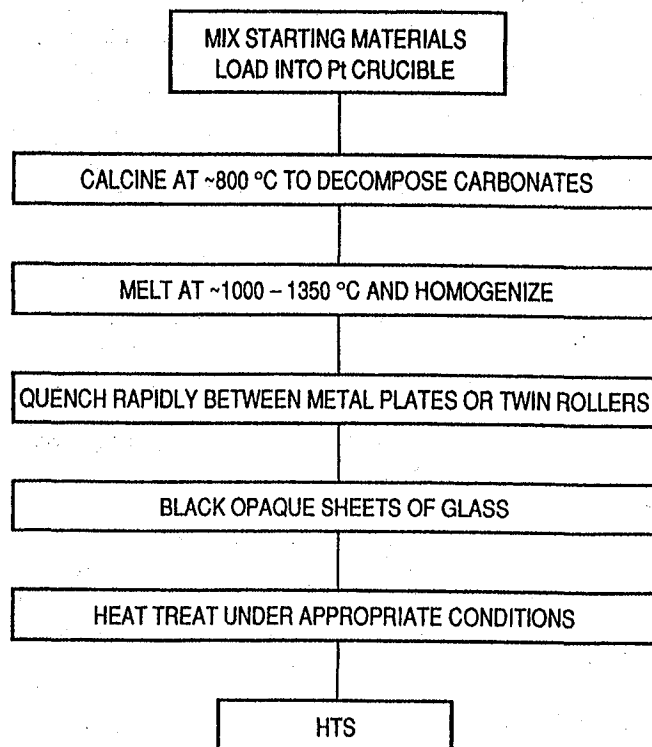 MIX STARTING MATERIALS
LOAD INTO Pt CRUCIBLE
CALCINE AT ~800 °C TO DECOMPOSE CARBONATES
MELT AT ~1000 – 1350 °C AND HOMOGENIZE
QUENCH RAPIDLY BETWEEN METAL PLATES OR TWIN ROLLERS
BLACK OPAQUE SHEETS OF GLASS
HEAT TREAT UNDER APPROPRIATE CONDITIONS
HTS